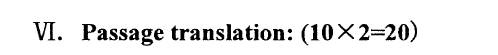 Ⅵ. Passage translation: (10×2=20)